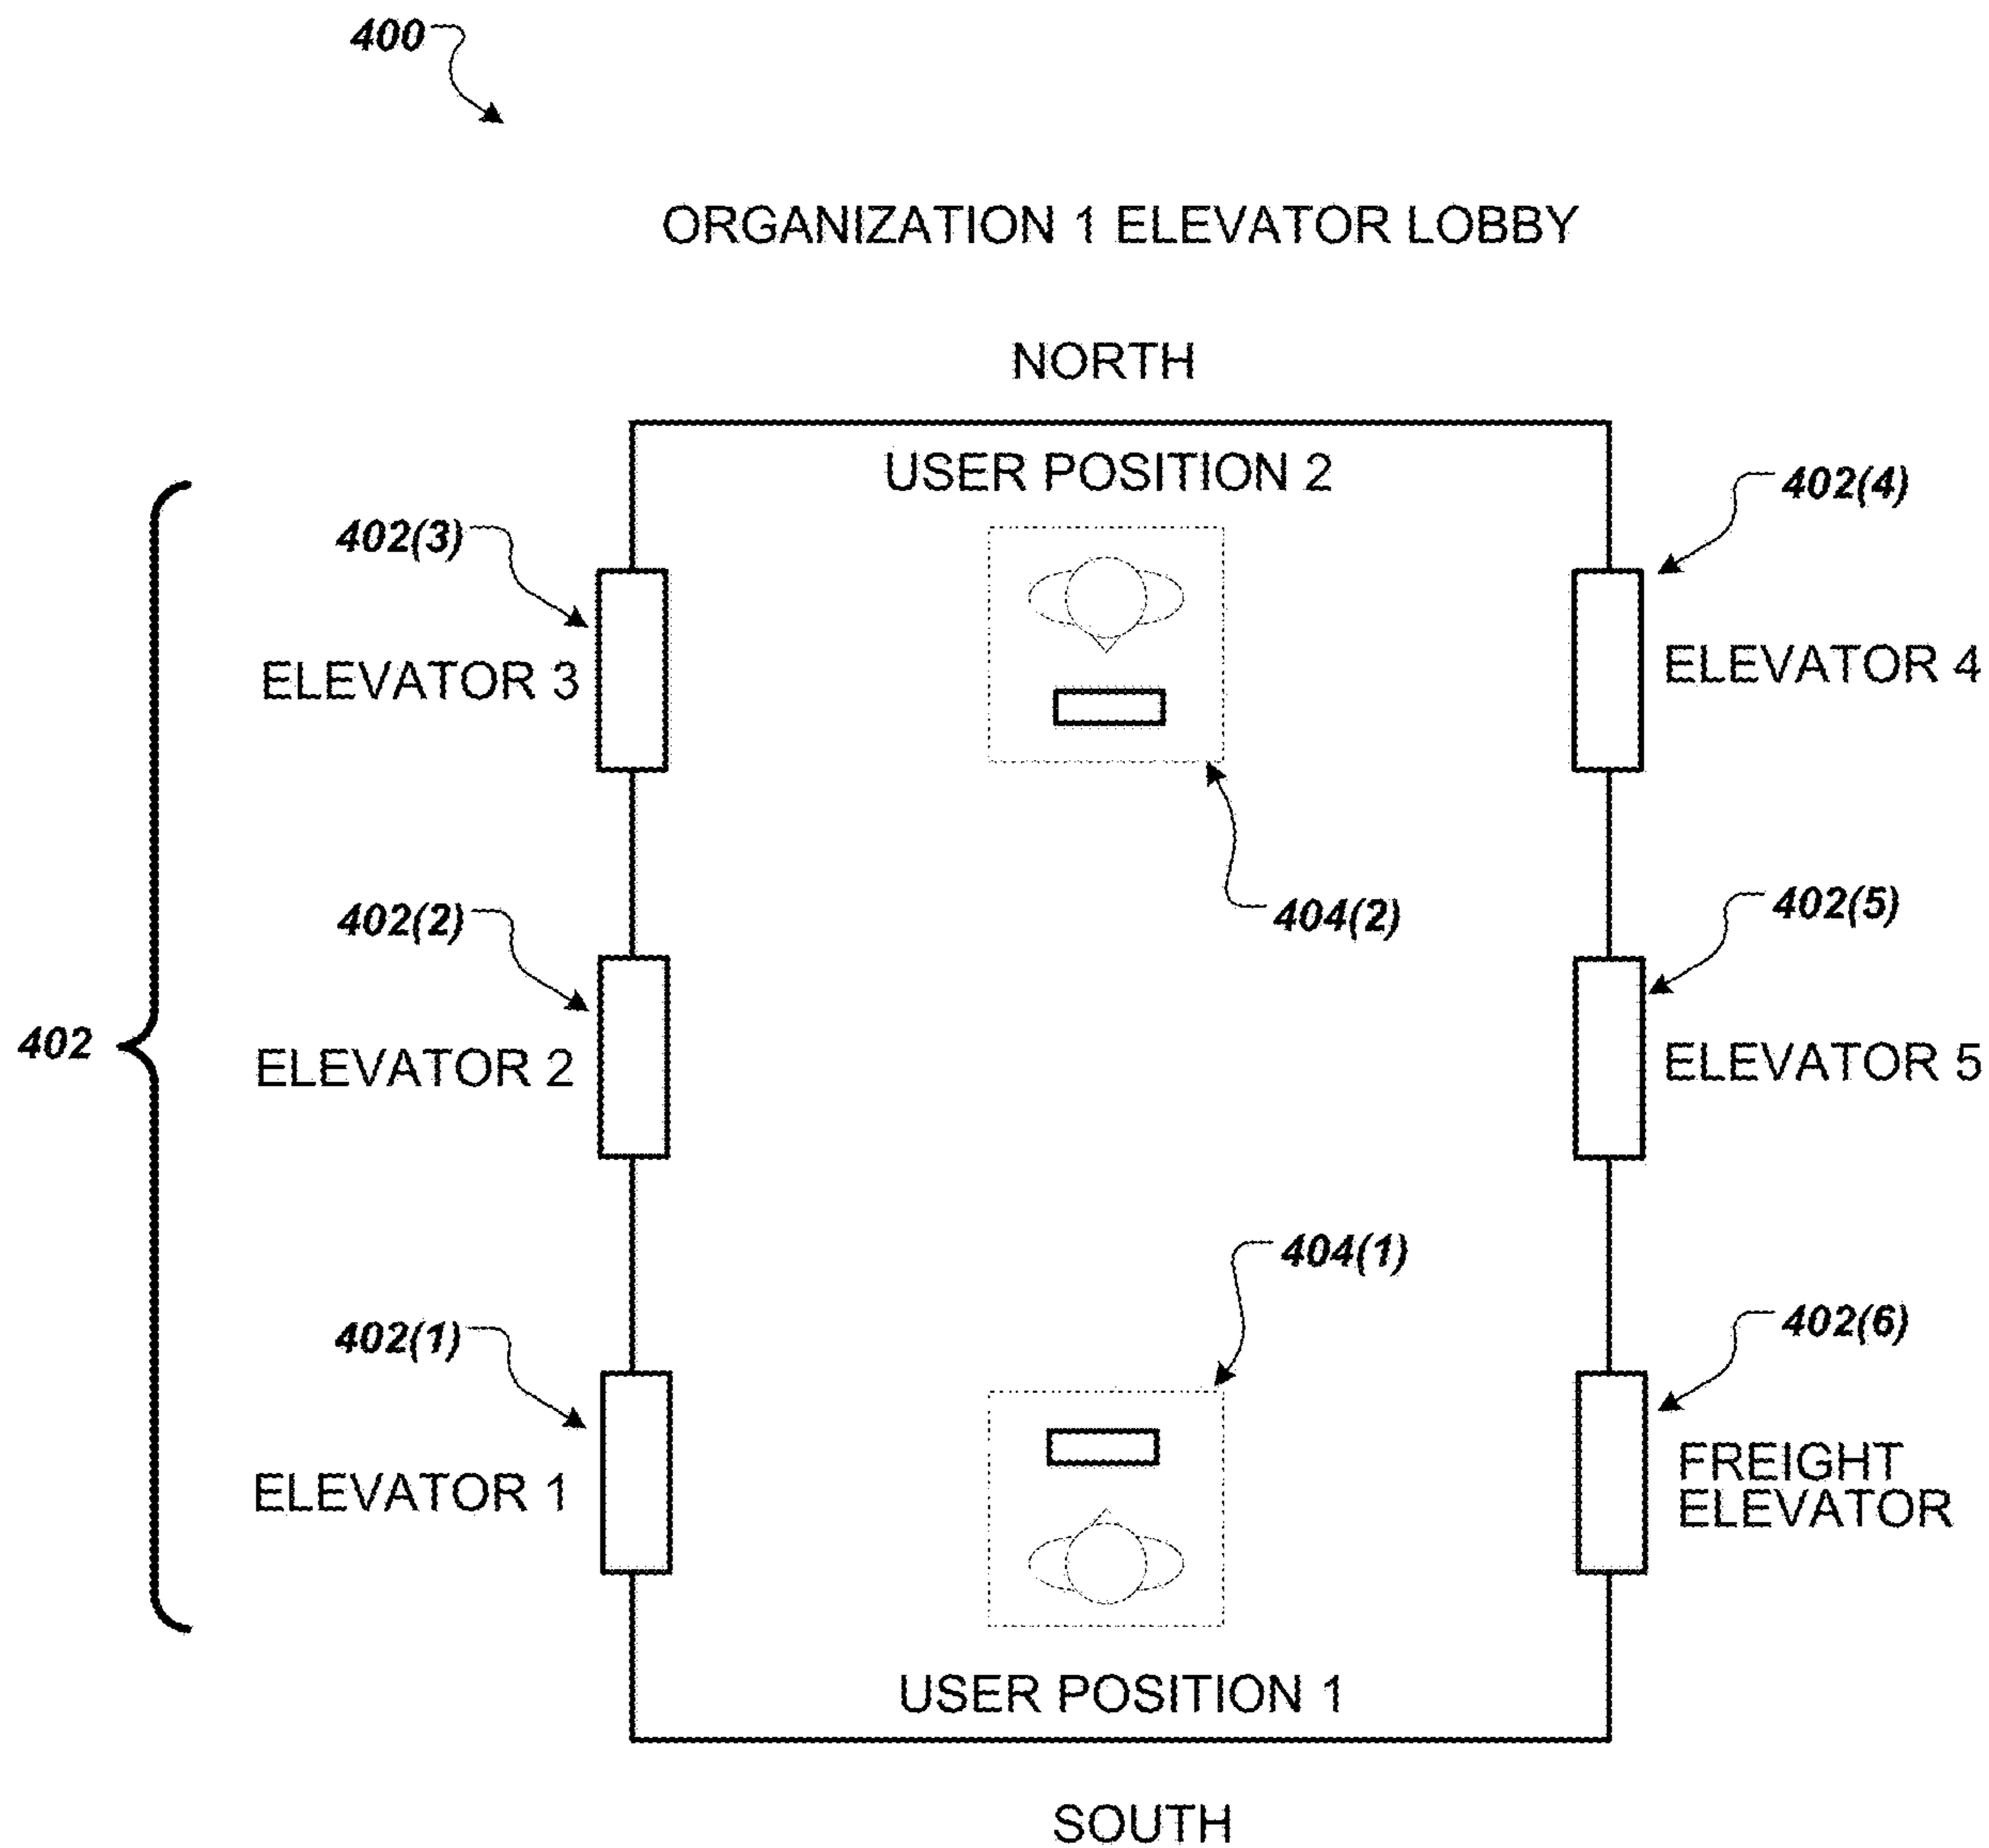 400
ORGANIZATION 1 ELEVATOR LOBBY
NORTH
USER POSITION 2
402(4)
402(3)
ELEVATOR 4
ELEVATOR 3
402(5)
404(2)
402(2)
402
ELEVATOR 5
ELEVATOR 2
404(1)
402(6)
402(1)
FREIGHT
ELEVATOR
ELEVATOR 1
USER POSITION 1
SOUTH